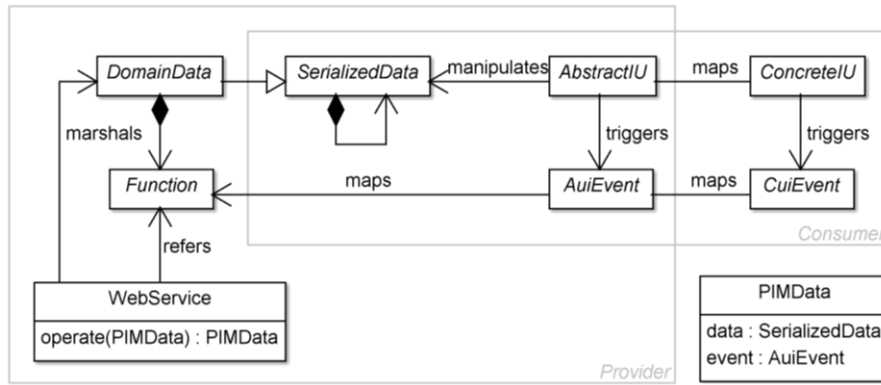 DomainData
SerializedData
manipulates
AbstractIU
maps
ConcreteIU
marshals
triggers
triggers
Function
maps
AuiEvent
maps
CuiEvent
refers
Consumer
WebService
operate(PIMData) : PIMData
PIMData
data : SerializedData
event : AuiEvent
Provider